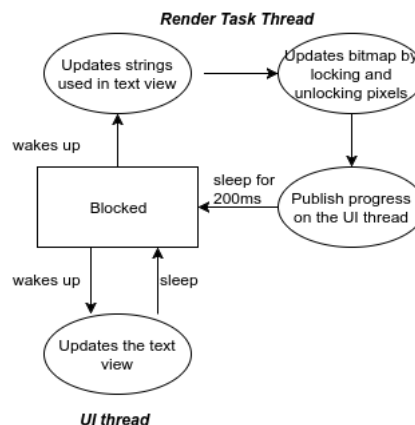 Render Task Thread
Updates strings
used in text view
Updates bitmap by
locking and
unlocking pixels
wakes up
sleep for
200ms
Blocked
Publish progress
on the UI thread
wakes up
sleep
Updates the text
view
UI thread